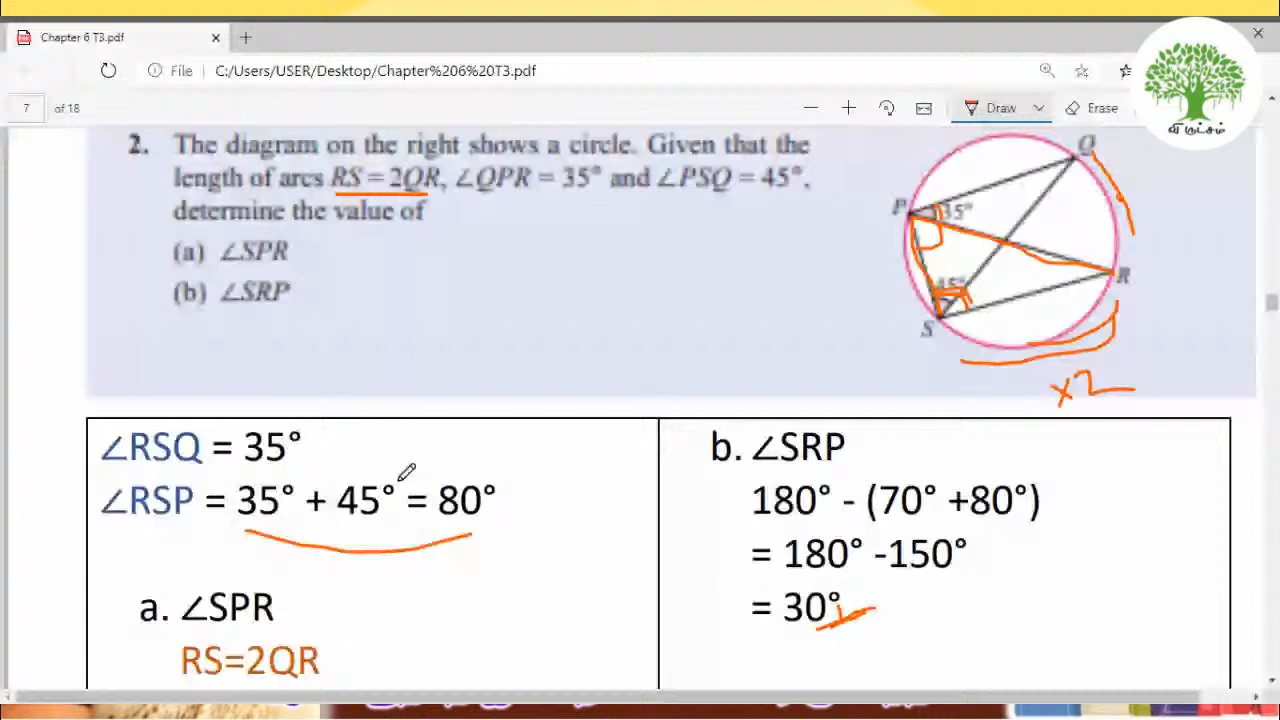 Chapter 6 T3.pdf
விருட்சம்
File C:/Users/USER/Desktop/Chapter%206%20T3.pdf
7 of 18
Draw Erase
2. The diagram on the right shows a circle. Given that the
length of arcs RS = 2QR, ∠QPR = 35° and ∠PSQ = 45°,
determine the value of
(a) ∠SPR
(b) ∠SRP
Q
P 35°
R
45°
S
×2
∠RSQ = 35°
∠RSP = 35° + 45° = 80°
a. ∠SPR
RS=2QR
b. ∠SRP
180° - (70° +80°)
= 180° -150°
= 30°